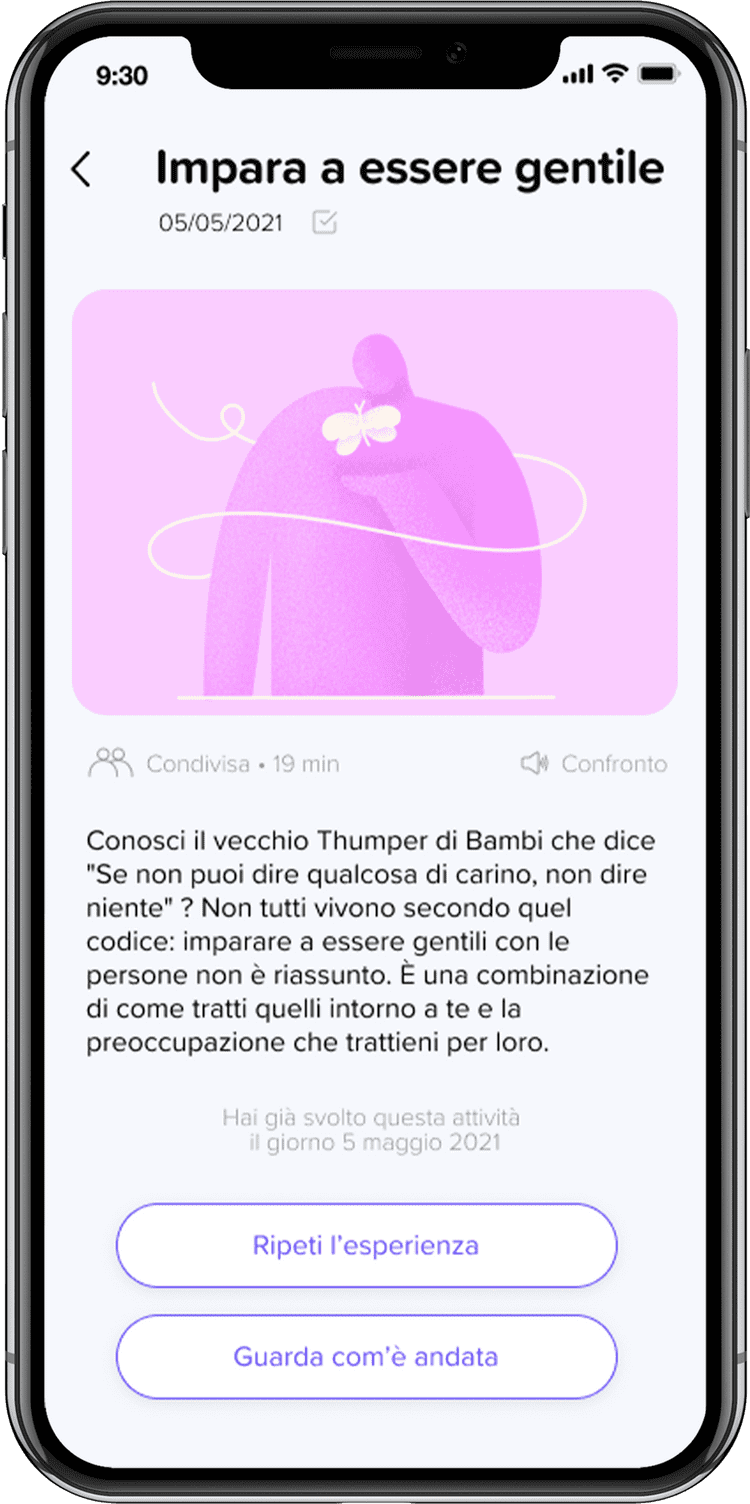 9:30
Impara a essere gentile
05/05/2021
Condivisa • 19 min
Confronto
Conosci il vecchio Thumper di Bambi che dice
"Se non puoi dire qualcosa di carino, non dire
niente" ? Non tutti vivono secondo quel
codice: imparare a essere gentili con le
persone non è riassunto. È una combinazione
di come tratti quelli intorno a te e la
preoccupazione che trattieni per loro.
Hai già svolto questa attività
il giorno 5 maggio 2021
Ripeti l'esperienza
Guarda com'è andata